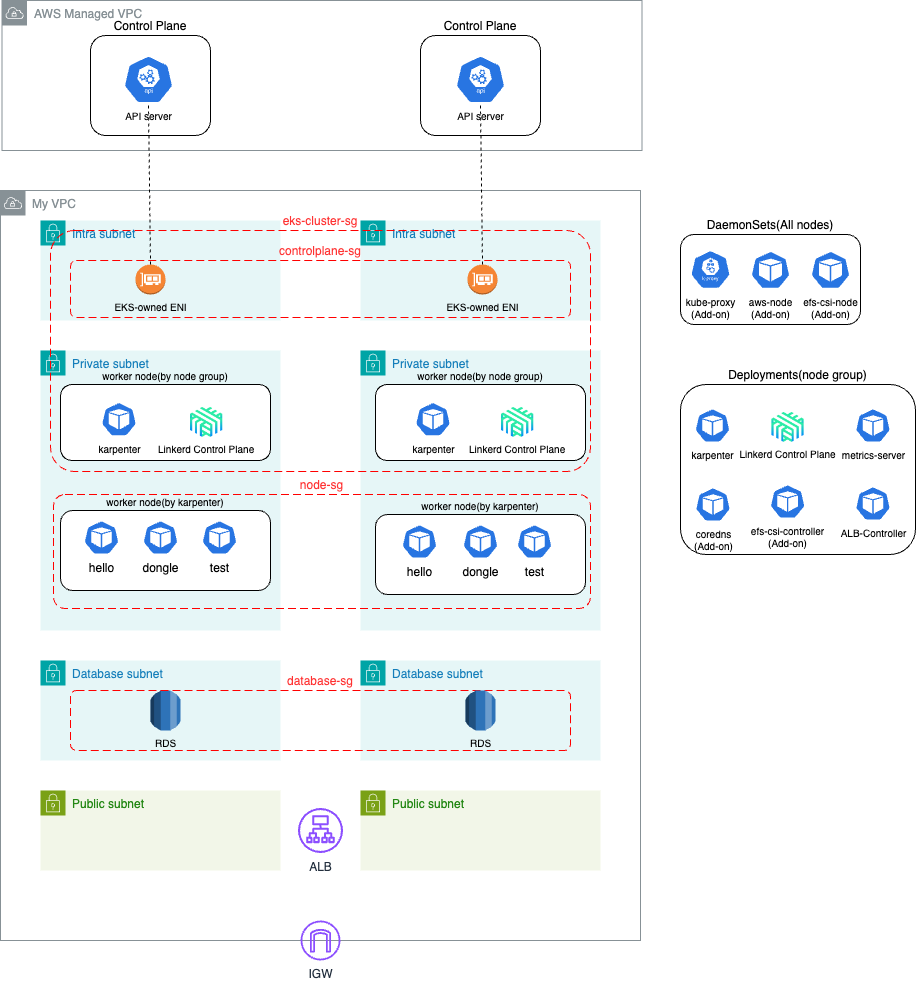 AWS Managed VPC
Control Plane
Control Plane
api
api
API server
API server
My VPC
eks-cluster-sg
Intra subnet
Intra subnet
controlplane-sg
EKS-owned ENI
EKS-owned ENI
Private subnet
Private subnet
worker node(by node group)
worker node(by node group)
karpenter
Linkerd Control Plane
karpenter
Linkerd Control Plane
node-sg
worker node(by karpenter)
worker node(by karpenter)
hello
dongle
test
hello
dongle
test
Database subnet
Database subnet
database-sg
RDS
RDS
Public subnet
Public subnet
ALB
IGW
DaemonSets(All nodes)
kube-proxy
(Add-on)
aws-node
(Add-on)
efs-csi-node
(Add-on)
Deployments(node group)
karpenter
Linkerd Control Plane
metrics-server
coredns
(Add-on)
efs-csi-controller
(Add-on)
ALB-Controller